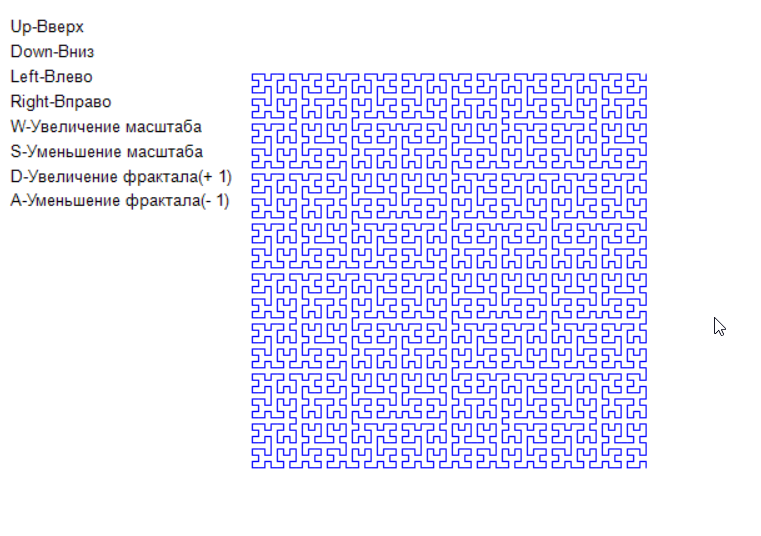 Up-Вверх
Down-Вниз
Left-Влево
Right-Вправо
W-Увеличение масштаба
S-Уменьшение масштаба
D-Увеличение фрактала(+ 1)
A-Уменьшение фрактала(- 1)